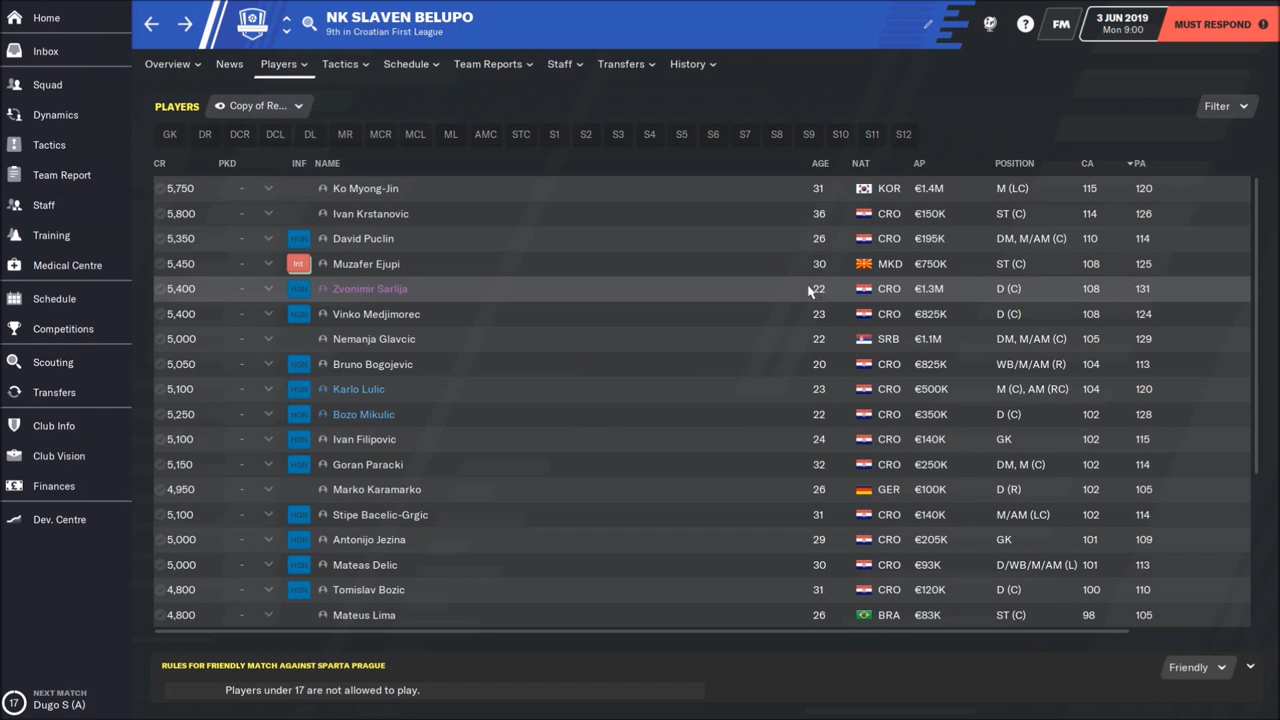 Home
NK SLAVEN BELUPO
9th in Croatian First League
?
FM
3 JUN 2019
Mon 9:00
MUST RESPOND
Inbox
Squad
Dynamics
Tactics
Team Report
Staff
Training
Medical Centre
Schedule
Competitions
Scouting
Transfers
Club Info
Club Vision
Finances
Dev. Centre
17
NEXT MATCH
Dugo S (A)
Overview News Players Tactics Schedule Team Reports Staff Transfers History
PLAYERS Copy of Re... Filter
GK DR DCR DCL DL MR MCR MCL ML AMC STC S1 S2 S3 S4 S5 S6 S7 S8 S9 S10 S11 S12
CR PKD INF NAME AGE NAT AP POSITION CA PA
5,750 - Ko Myong-Jin 31 KOR €1.4M M (LC) 115 120
5,800 - Ivan Krstanovic 36 CRO €150K ST (C) 114 126
5,350 - HGN David Puclin 26 CRO €195K DM, M/AM (C) 110 114
5,450 - Int Muzafer Ejupi 30 MKD €750K ST (C) 108 125
5,400 - HGN Zvonimir Sarlija 22 CRO €1.3M D (C) 108 131
5,400 - HGN Vinko Medjimorec 23 CRO €825K D (C) 108 124
5,000 - Nemanja Glavcic 22 SRB €1.1M DM, M/AM (C) 105 129
5,050 - HGN Bruno Bogojevic 20 CRO €825K WB/M/AM (R) 104 113
5,100 - HGN Karlo Lulic 23 CRO €500K M (C), AM (RC) 104 120
5,250 - HGN Bozo Mikulic 22 CRO €350K D (C) 102 128
5,100 - HGN Ivan Filipovic 24 CRO €140K GK 102 115
5,150 - HGN Goran Paracki 32 CRO €250K DM, M (C) 102 114
4,950 - Marko Karamarko 26 GER €100K D (R) 102 105
5,100 - HGN Stipe Bacelic-Grgic 31 CRO €140K M/AM (LC) 102 114
5,000 - HGN Antonijo Jezina 29 CRO €205K GK 101 109
5,000 - HGN Mateas Delic 30 CRO €93K D/WB/M/AM (L) 101 113
4,800 - HGN Tomislav Bozic 31 CRO €120K D (C) 100 110
4,800 - Mateus Lima 26 BRA €83K ST (C) 98 105
RULES FOR FRIENDLY MATCH AGAINST SPARTA PRAGUE
Friendly
Players under 17 are not allowed to play.